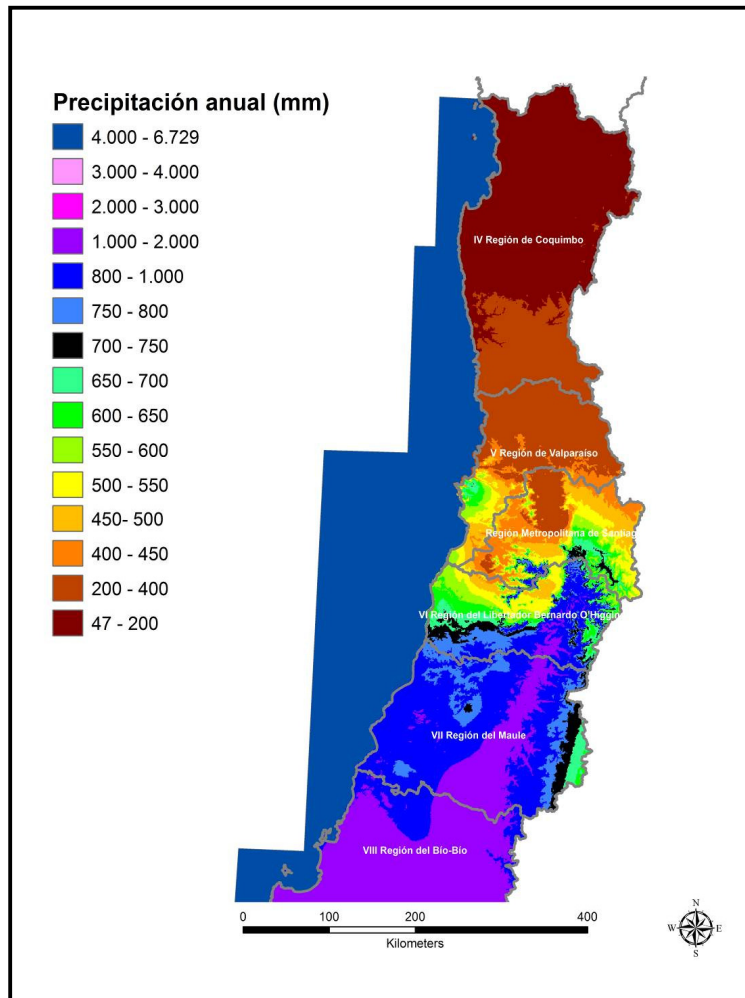 Precipitación anual (mm)
4.000 - 6.729
3.000 - 4.000
2.000 - 3.000
1.000 - 2.000
800 - 1.000
750 - 800
700 - 750
650 - 700
600 - 650
550 - 600
500 - 550
450- 500
400 - 450
200 - 400
47 - 200
IV Región de Coquimbo
V Región de Valparaíso
Región Metropolitana de Santiag
VI Región del Libertador Bernardo O'Higgin
VII Región del Maule
VIII Región del Bío-Bío
0 100 200 400
Kilometers
N
W E
S